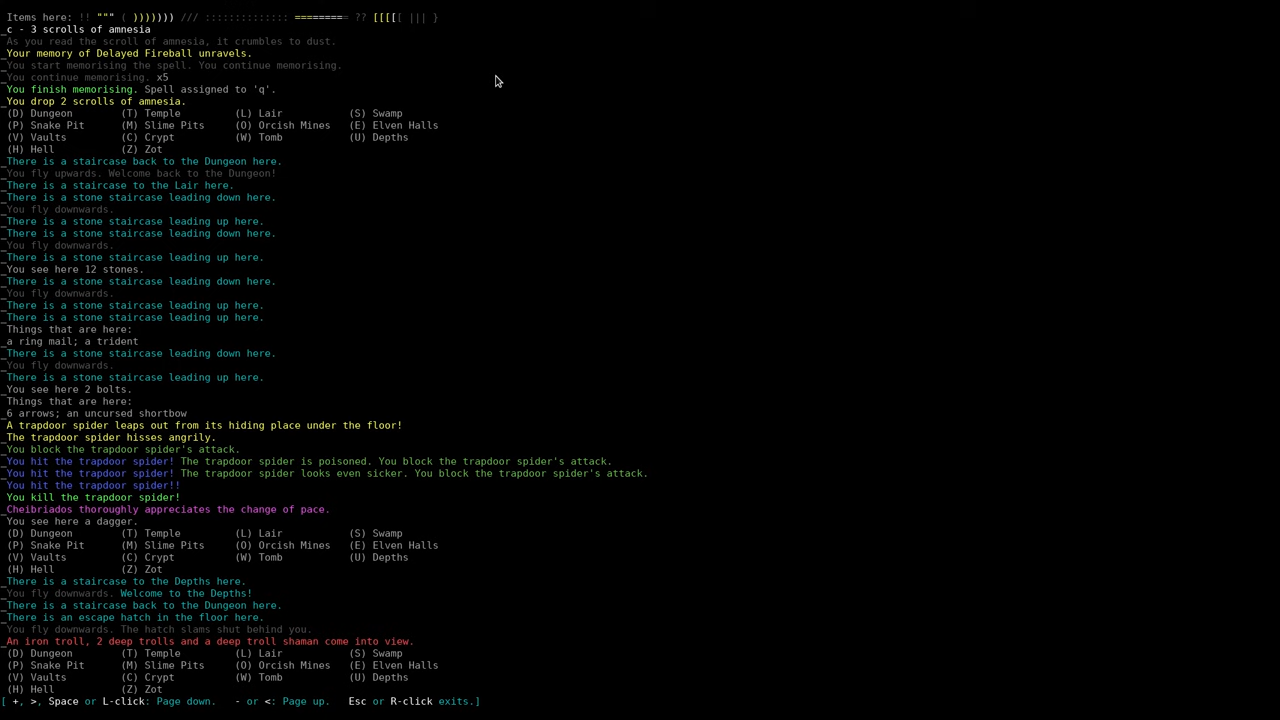 Items here: !! """ ( ))))))) /// :::::::::::::: ========= ?? [[[[[ ||| }
_c - 3 scrolls of amnesia
As you read the scroll of amnesia, it crumbles to dust.
_Your memory of Delayed Fireball unravels.
You start memorising the spell. You continue memorising.
You continue memorising. x5
You finish memorising. Spell assigned to 'q'.
_You drop 2 scrolls of amnesia.
(D) Dungeon (T) Temple (L) Lair (S) Swamp
(P) Snake Pit (M) Slime Pits (O) Orcish Mines (E) Elven Halls
(V) Vaults (C) Crypt (W) Tomb (U) Depths
(H) Hell (Z) Zot
_There is a staircase back to the Dungeon here.
_You fly upwards. Welcome back to the Dungeon!
_There is a staircase to the Lair here.
_There is a stone staircase leading down here.
_You fly downwards.
_There is a stone staircase leading up here.
_There is a stone staircase leading down here.
_You fly downwards.
_There is a stone staircase leading up here.
_You see here 12 stones.
_There is a stone staircase leading down here.
_You fly downwards.
_There is a stone staircase leading up here.
_There is a stone staircase leading up here.
Things that are here:
_a ring mail; a trident
_There is a stone staircase leading down here.
_You fly downwards.
_There is a stone staircase leading up here.
_You see here 2 bolts.
Things that are here:
_6 arrows; an uncursed shortbow
A trapdoor spider leaps out from its hiding place under the floor!
_The trapdoor spider hisses angrily.
_You block the trapdoor spider's attack.
_You hit the trapdoor spider! The trapdoor spider is poisoned. You block the trapdoor spider's attack.
_You hit the trapdoor spider! The trapdoor spider looks even sicker. You block the trapdoor spider's attack.
You hit the trapdoor spider!!
You kill the trapdoor spider!
_Cheibriados thoroughly appreciates the change of pace.
_You see here a dagger.
(D) Dungeon (T) Temple (L) Lair (S) Swamp
(P) Snake Pit (M) Slime Pits (O) Orcish Mines (E) Elven Halls
(V) Vaults (C) Crypt (W) Tomb (U) Depths
(H) Hell (Z) Zot
_There is a staircase to the Depths here.
_You fly downwards. Welcome to the Depths!
_There is a staircase back to the Dungeon here.
_There is an escape hatch in the floor here.
You fly downwards. The hatch slams shut behind you.
_An iron troll, 2 deep trolls and a deep troll shaman come into view.
(D) Dungeon (T) Temple (L) Lair (S) Swamp
(P) Snake Pit (M) Slime Pits (O) Orcish Mines (E) Elven Halls
(V) Vaults (C) Crypt (W) Tomb (U) Depths
(H) Hell (Z) Zot
[ +, >, Space or L-click: Page down. - or <: Page up. Esc or R-click exits.]